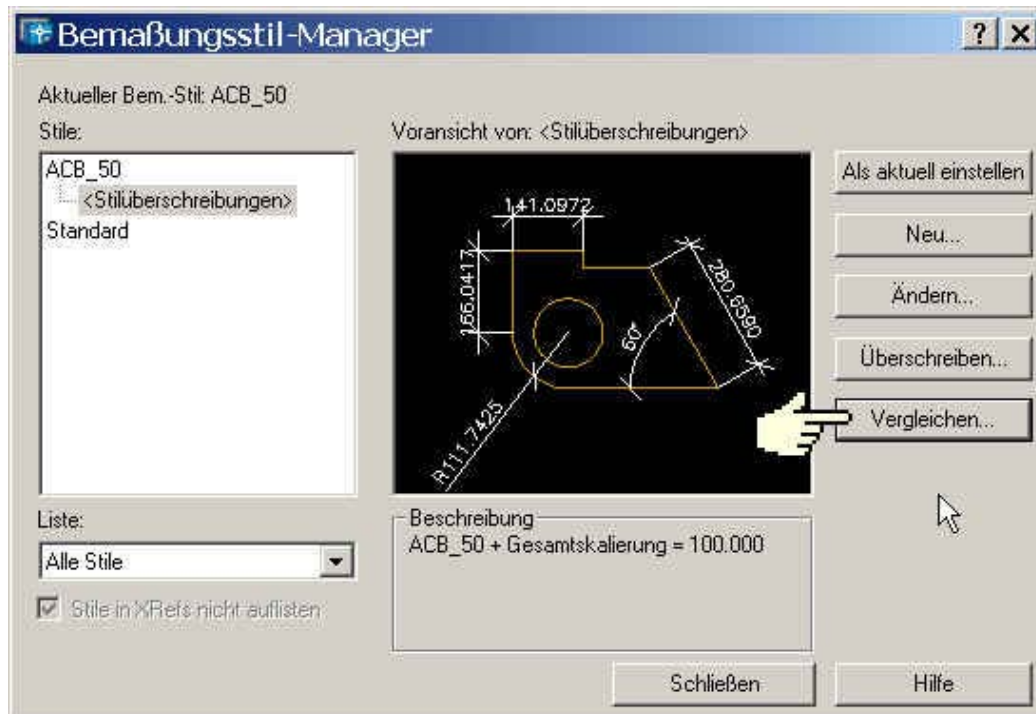 Bemaßungsstil-Manager
Aktueller Bem.-Stil: ACB_50
Stile:
ACB_50
<Stilüberschreibungen>
Standard
Voransicht von: <Stilüberschreibungen>
141.0972
166.0417
280.6590
60°
R111.7425
Als aktuell einstellen
Neu...
Ändern...
Überschreiben...
Vergleichen...
Liste:
Alle Stile
Stile in XRefs nicht auflisten
Beschreibung
ACB_50 + Gesamtskalierung = 100.000
Schließen
Hilfe